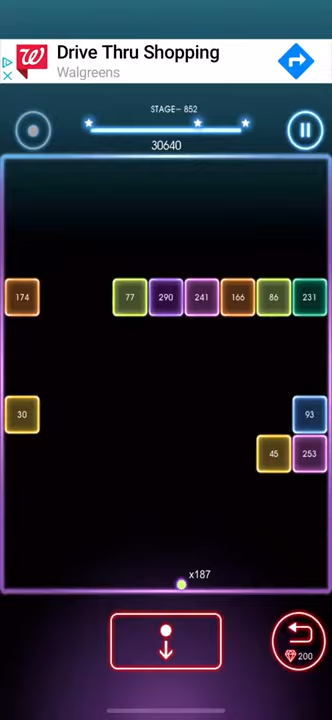 Drive Thru Shopping
Walgreens
STAGE- 852
30640
174 77 290 241 166 86 231
30 93
45 253
x187
200